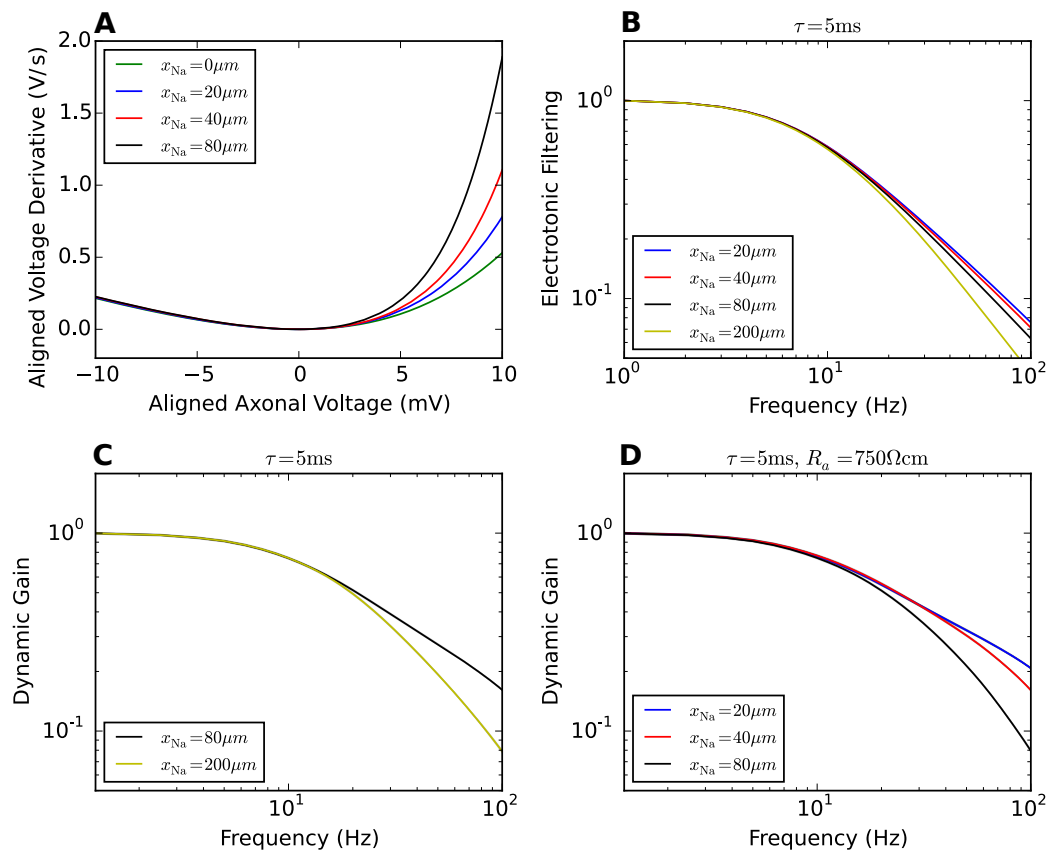 A
Aligned Voltage Derivative (V/s)
2.0
1.5
1.0
0.5
0.0
−10
−5
0
5
10
Aligned Axonal Voltage (mV)
x_Na = 0μm
x_Na = 20μm
x_Na = 40μm
x_Na = 80μm
B
τ = 5ms
Electrotonic Filtering
10^0
10^-1
10^0
10^1
10^2
Frequency (Hz)
x_Na = 20μm
x_Na = 40μm
x_Na = 80μm
x_Na = 200μm
C
τ = 5ms
Dynamic Gain
10^0
10^-1
10^1
10^2
Frequency (Hz)
x_Na = 80μm
x_Na = 200μm
D
τ = 5ms, R_a = 750Ωcm
Dynamic Gain
10^0
10^-1
10^1
10^2
Frequency (Hz)
x_Na = 20μm
x_Na = 40μm
x_Na = 80μm